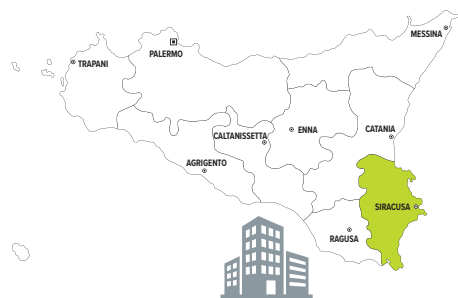 MESSINA
PALERMO
TRAPANI
CATANIA
ENNA
CALTANISSETTA
AGRIGENTO
SIRACUSA
RAGUSA